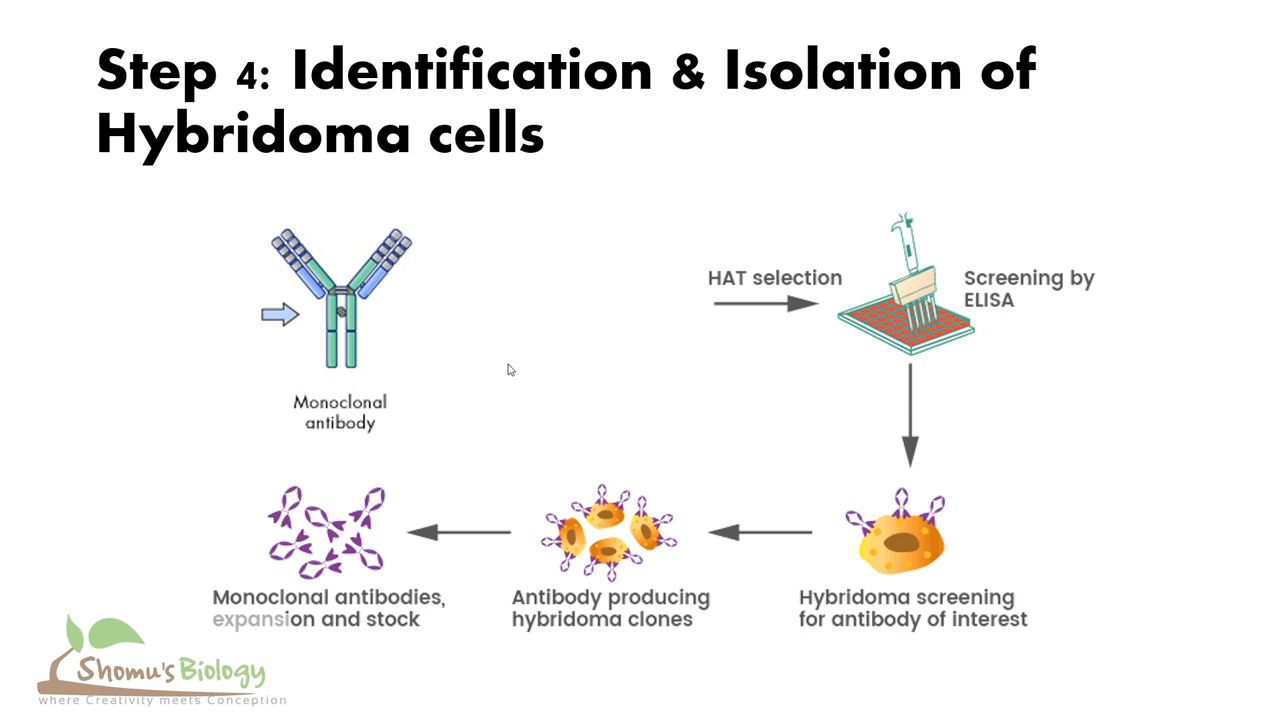 Step 4: Identification & Isolation of
Hybridoma cells
HAT selection
Screening by
ELISA
Monoclonal
antibody
Monoclonal antibodies,
expansion and stock
Antibody producing
hybridoma clones
Hybridoma screening
for antibody of interest
Shomu's Biology
where Creativity meets Conception